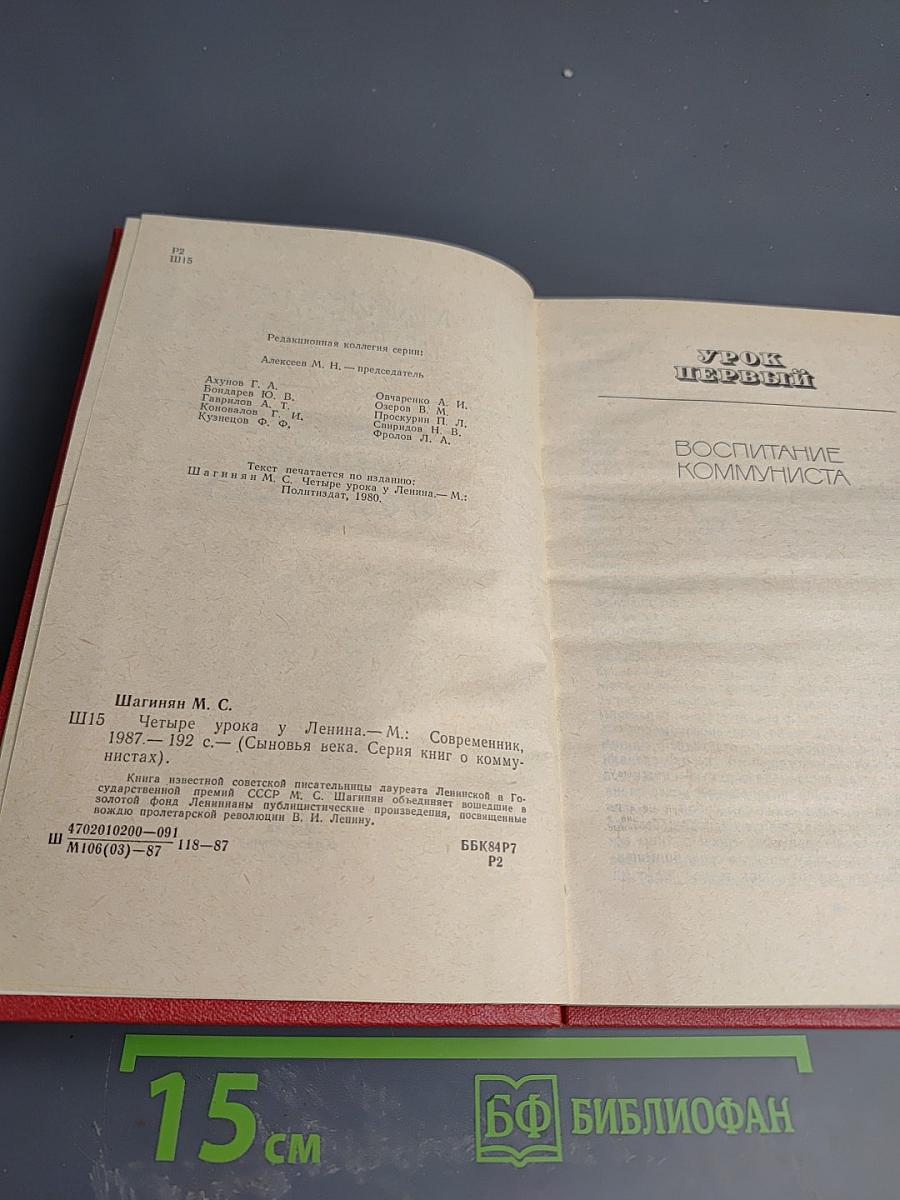 Р2
Ш15
Редакционная коллегия серии:
Алексеев М. Н. — председатель
Ахунов Г. А.
Бондарев Ю. В.
Гаврилов А. Т.
Коновалов Г. И.
Кузнецов Ф. Ф.
Овчаренко А. И.
Озеров В. М.
Проскурин П. Л.
Свиридов Н. В.
Фролов Л. А.
Текст печатается по изданию:
Шагинян М. С. Четыре урока у Ленина.— М.:
Политиздат, 1980.
Шагинян М. С.
Ш15 Четыре урока у Ленина.— М.: Современник,
1987.— 192 с.— (Сыновья века. Серия книг о комму-
нистах).
Книга известной советской писательницы лауреата Ленинской и Го-
сударственной премий СССР М. С. Шагинян объединяет вошедшие в
золотой фонд Ленинианы публицистические произведения, посвященные
вождю пролетарской революции В. И. Ленину.
Ш 4702010200—091
М106(03)—87 118—87
ББК84Р7
Р2
УРОК
ПЕРВЫЙ
ВОСПИТАНИЕ
КОММУНИСТА
15 см
БФ БИБЛИОФАН